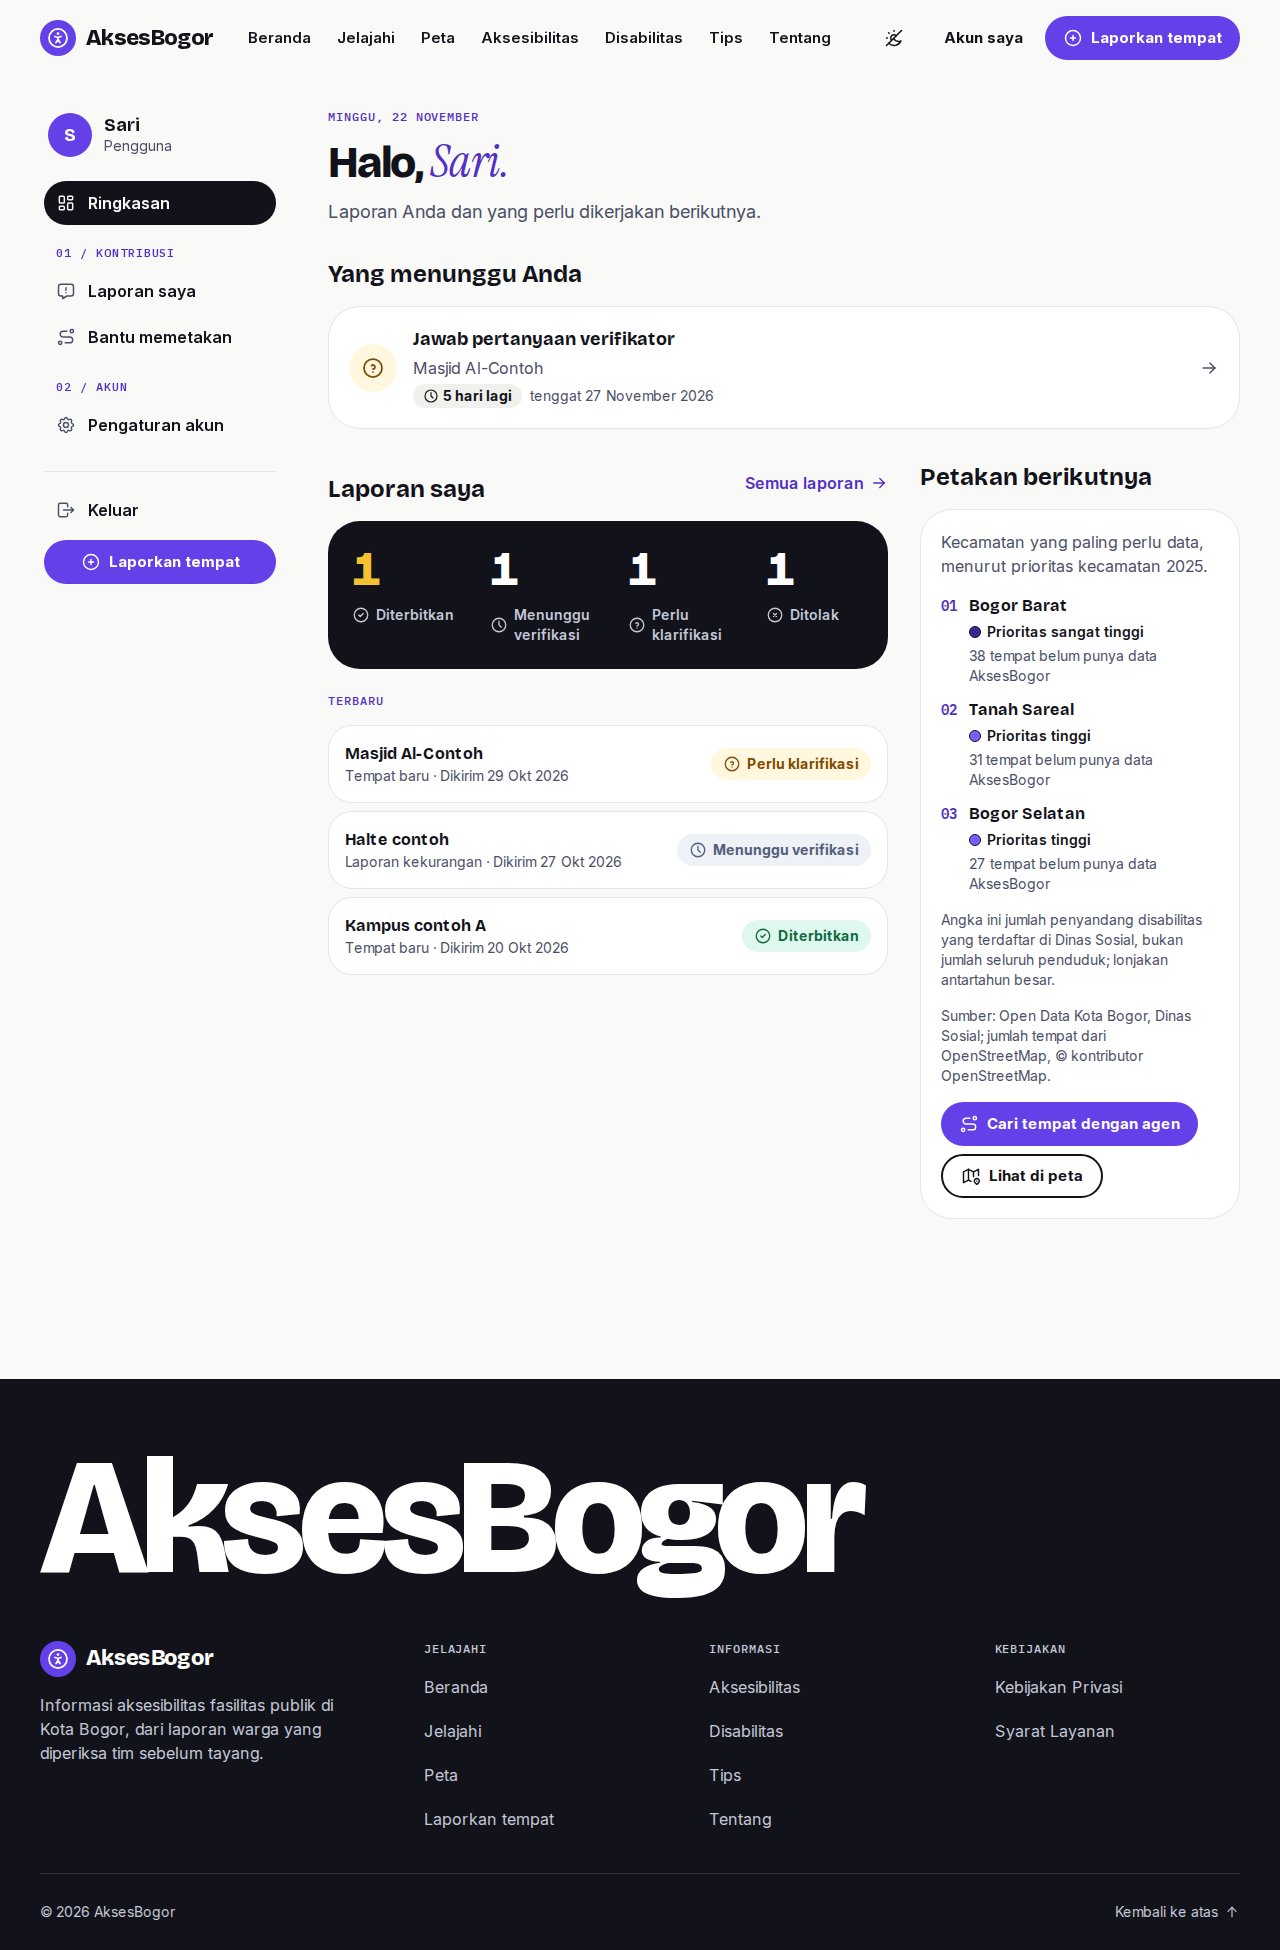 AksesBogor
Beranda
Jelajahi
Peta
Aksesibilitas
Disabilitas
Tips
Tentang
Akun saya
Laporkan tempat
S
Sari
Pengguna
Ringkasan
01 / KONTRIBUSI
Laporan saya
Bantu memetakan
02 / AKUN
Pengaturan akun
Keluar
Laporkan tempat
MINGGU, 22 NOVEMBER
Halo, Sari.
Laporan Anda dan yang perlu dikerjakan berikutnya.
Yang menunggu Anda
Jawab pertanyaan verifikator
Masjid Al-Contoh
5 hari lagi tenggat 27 November 2026
Laporan saya
Semua laporan
1
Diterbitkan
1
Menunggu
verifikasi
1
Perlu
klarifikasi
1
Ditolak
TERBARU
Masjid Al-Contoh
Tempat baru · Dikirim 29 Okt 2026
Perlu klarifikasi
Halte contoh
Laporan kekurangan · Dikirim 27 Okt 2026
Menunggu verifikasi
Kampus contoh A
Tempat baru · Dikirim 20 Okt 2026
Diterbitkan
Petakan berikutnya
Kecamatan yang paling perlu data,
menurut prioritas kecamatan 2025.
01 Bogor Barat
Prioritas sangat tinggi
38 tempat belum punya data
AksesBogor
02 Tanah Sareal
Prioritas tinggi
31 tempat belum punya data
AksesBogor
03 Bogor Selatan
Prioritas tinggi
27 tempat belum punya data
AksesBogor
Angka ini jumlah penyandang disabilitas
yang terdaftar di Dinas Sosial, bukan
jumlah seluruh penduduk; lonjakan
antartahun besar.
Sumber: Open Data Kota Bogor, Dinas
Sosial; jumlah tempat dari
OpenStreetMap, © kontributor
OpenStreetMap.
Cari tempat dengan agen
Lihat di peta
AksesBogor
AksesBogor
Informasi aksesibilitas fasilitas publik di
Kota Bogor, dari laporan warga yang
diperiksa tim sebelum tayang.
JELAJAHI
Beranda
Jelajahi
Peta
Laporkan tempat
INFORMASI
Aksesibilitas
Disabilitas
Tips
Tentang
KEBIJAKAN
Kebijakan Privasi
Syarat Layanan
© 2026 AksesBogor
Kembali ke atas ↑